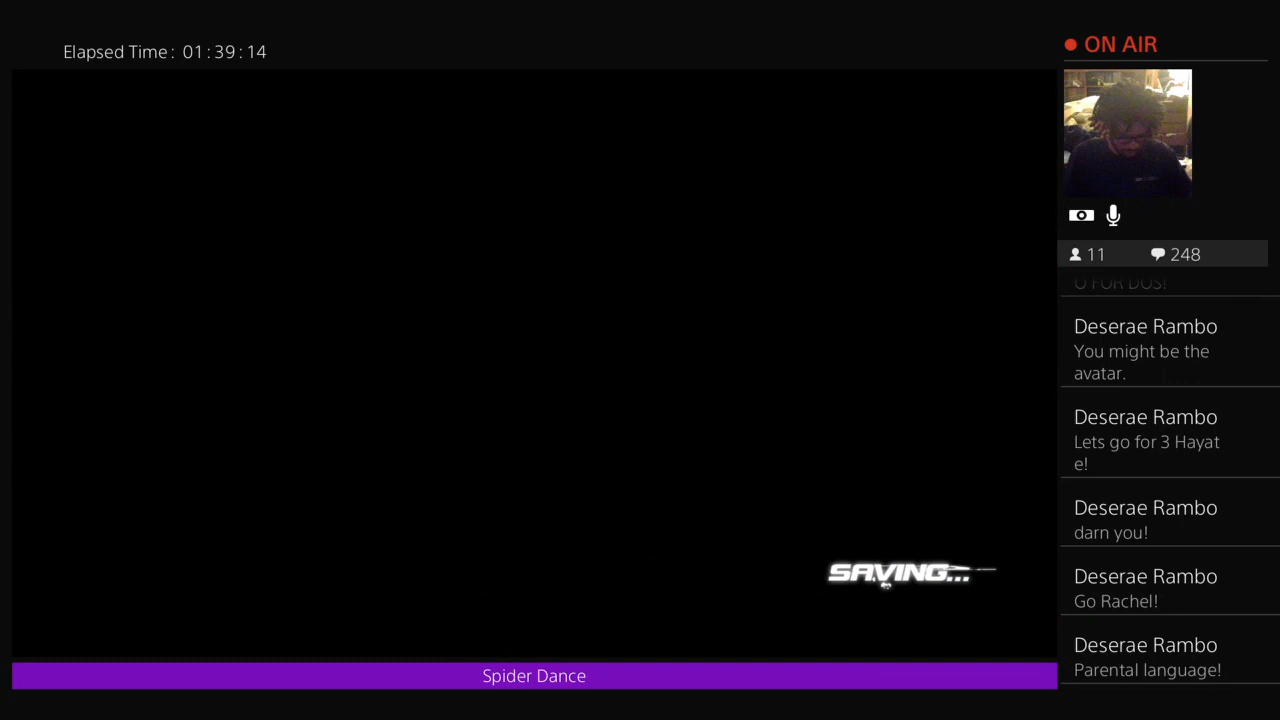 Elapsed Time: 01:39:14
ON AIR
11 248
O FOR DOS!
Deserae Rambo
You might be the
avatar.
Deserae Rambo
Lets go for 3 Hayat
e!
Deserae Rambo
darn you!
Deserae Rambo
Go Rachel!
Deserae Rambo
Parental language!
SAVING...
Spider Dance